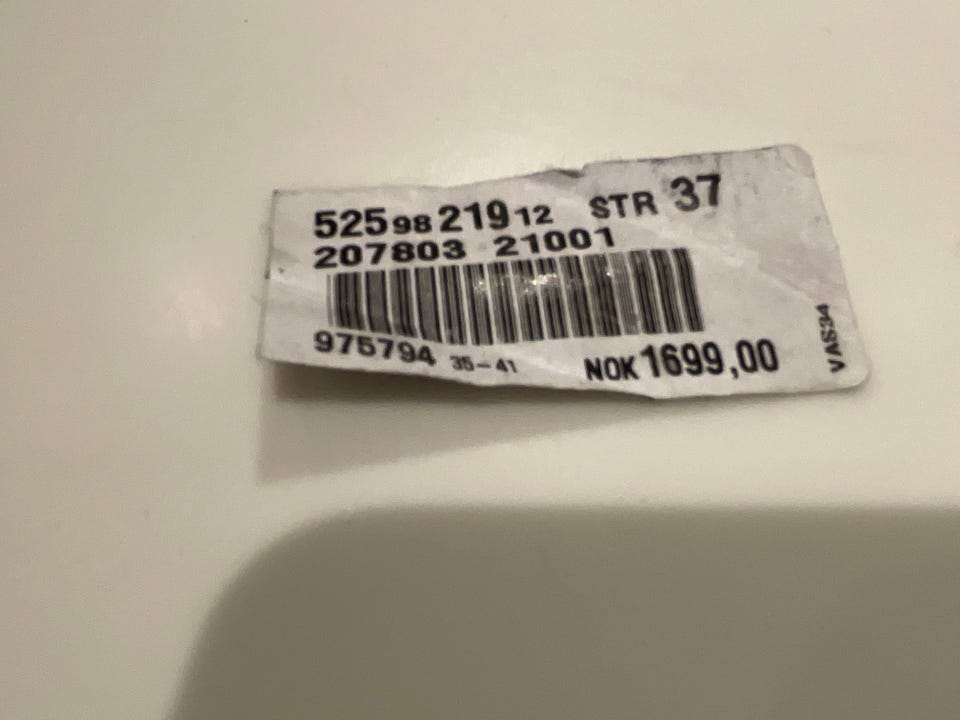 525 98 219 12 STR 37
207803 21001
975794 35-41 NOK 1699,00
VAS34